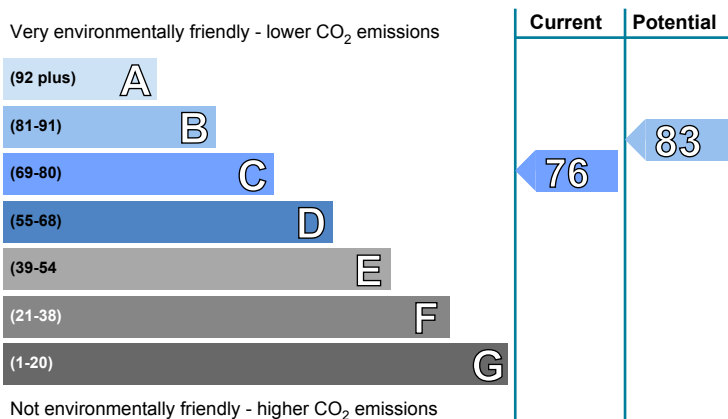 Current Potential
Very environmentally friendly - lower CO2 emissions
(92 plus) A
(81-91) B
83
(69-80) C
76
(55-68) D
(39-54 E
(21-38) F
(1-20) G
Not environmentally friendly - higher CO2 emissions